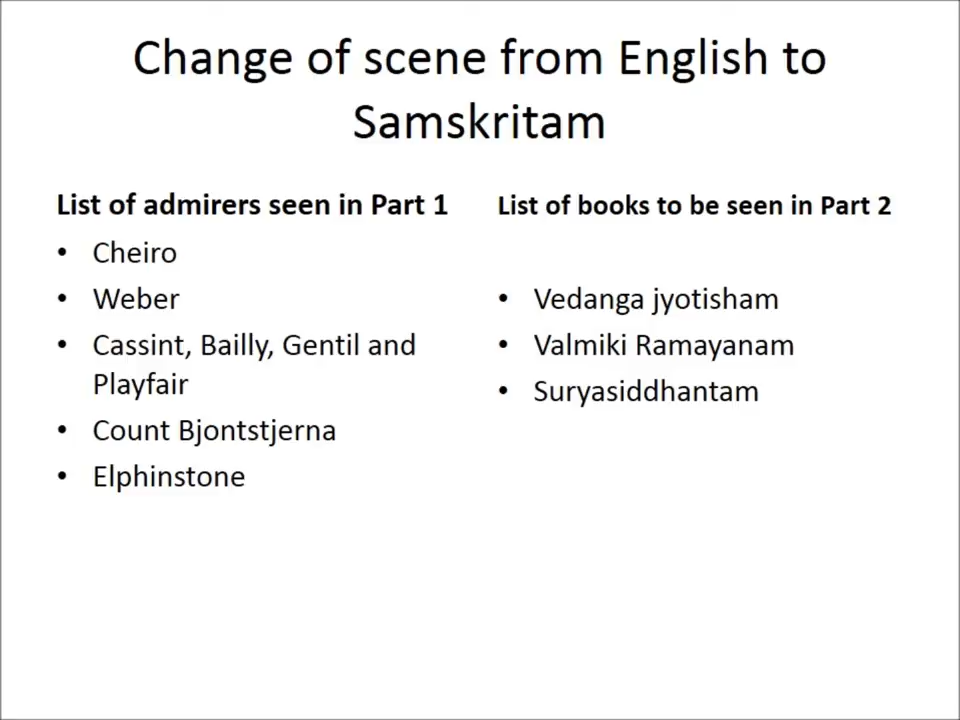 Change of scene from English to
Samskritam
List of admirers seen in Part 1
• Cheiro
• Weber
• Cassint, Bailly, Gentil and
Playfair
• Count Bjontstjerna
• Elphinstone
List of books to be seen in Part 2
• Vedanga jyotisham
• Valmiki Ramayanam
• Suryasiddhantam